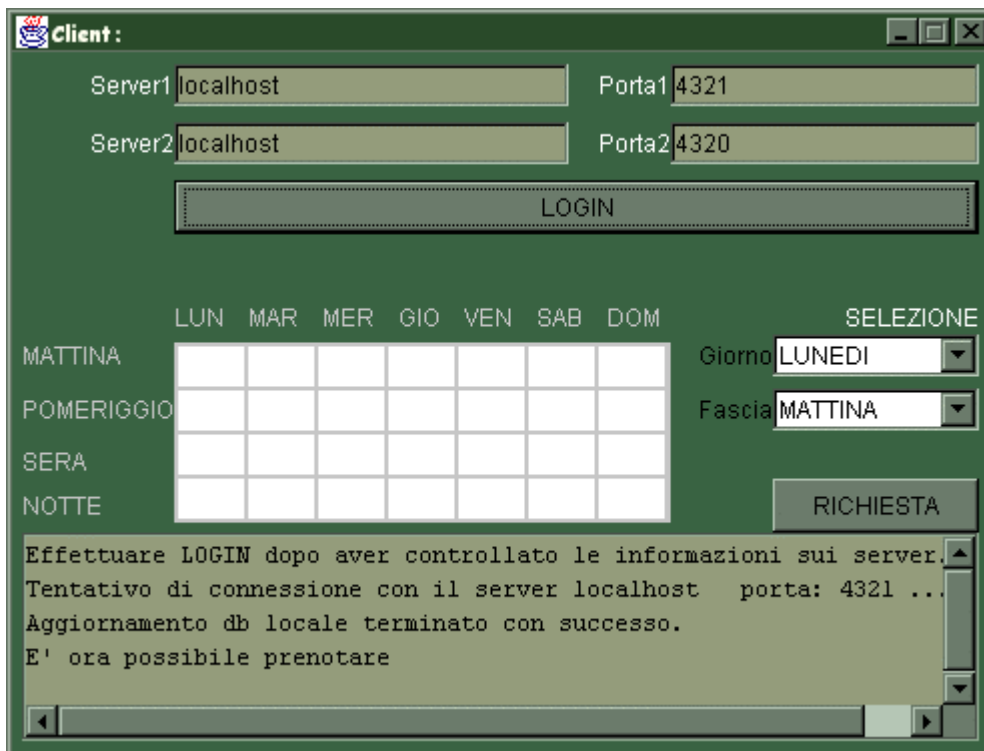 Client :
Server1 localhost Porta1 4321
Server2 localhost Porta2 4320
LOGIN
LUN MAR MER GIO VEN SAB DOM SELEZIONE
MATTINA Giorno LUNEDI
POMERIGGIO Fascia MATTINA
SERA
NOTTE RICHIESTA
Effettuare LOGIN dopo aver controllato le informazioni sui server.
Tentativo di connessione con il server localhost porta: 4321 ...
Aggiornamento db locale terminato con successo.
E' ora possibile prenotare